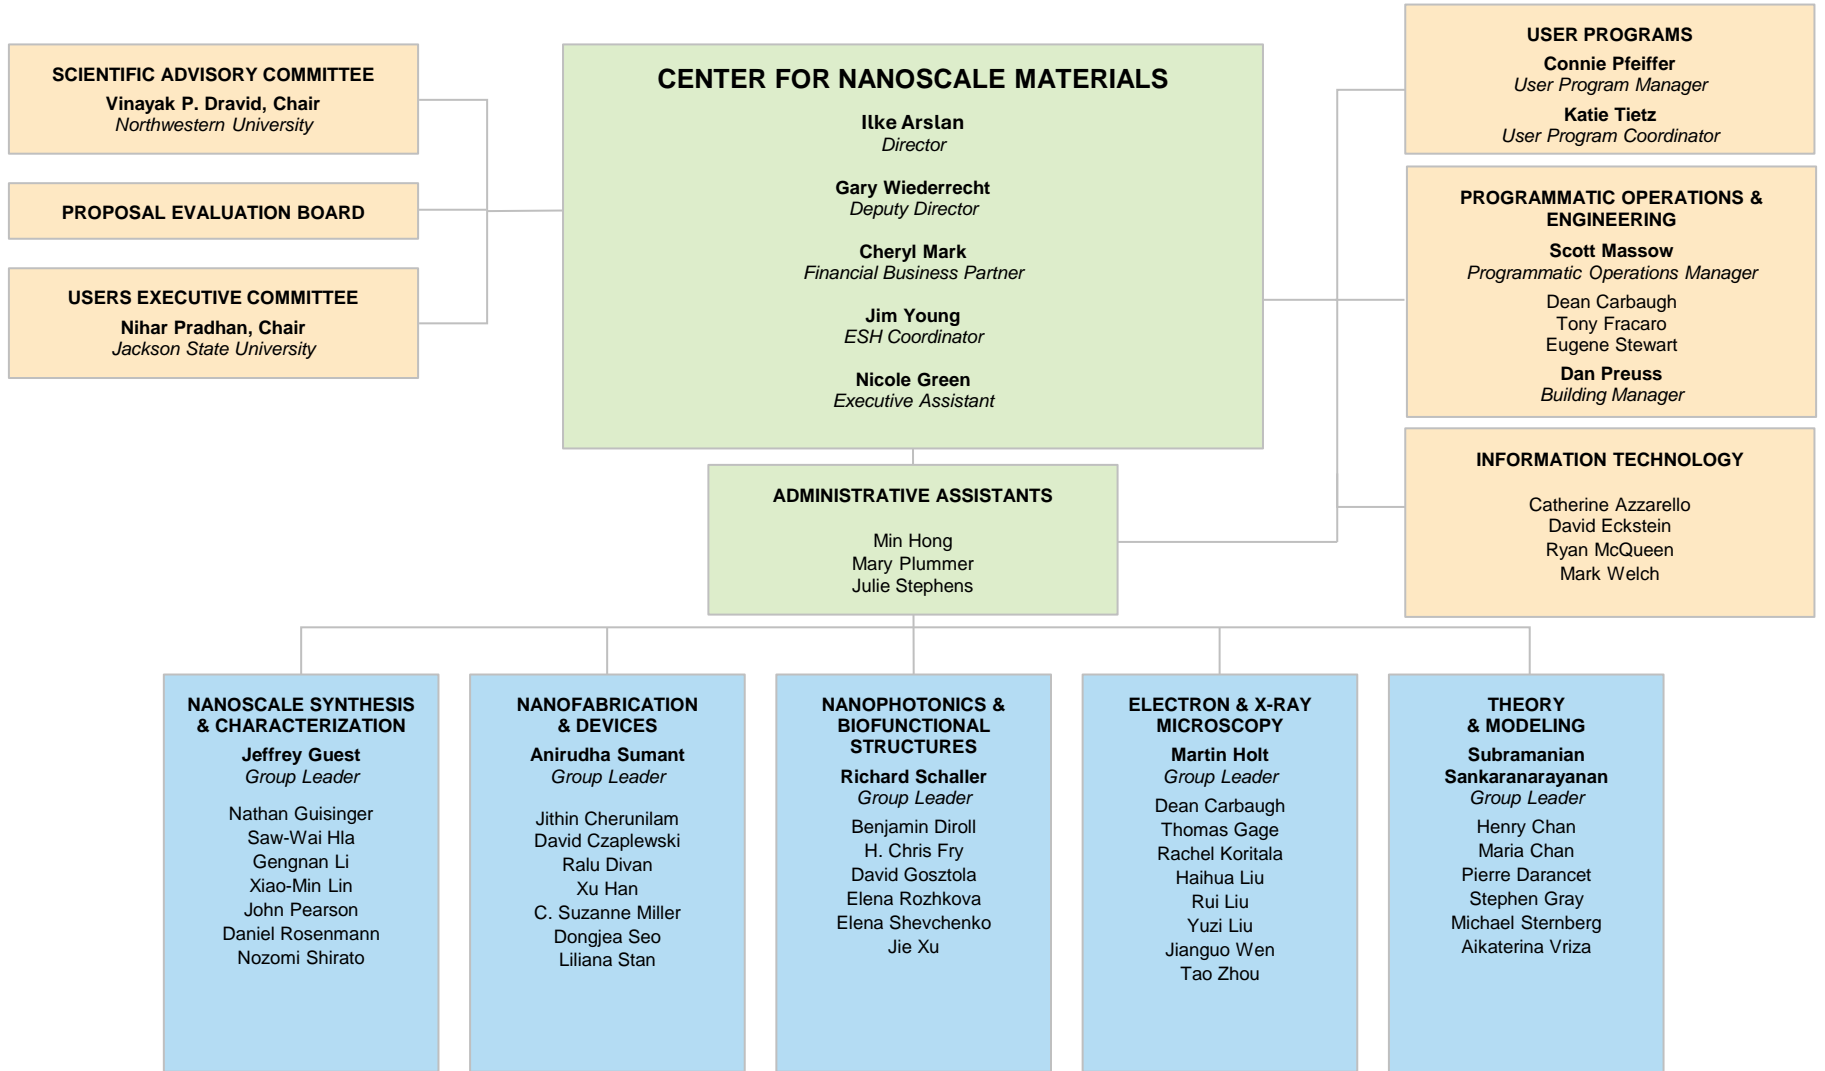 SCIENTIFIC ADVISORY COMMITTEE
Vinayak P. Dravid, Chair
Northwestern University
PROPOSAL EVALUATION BOARD
USERS EXECUTIVE COMMITTEE
Nihar Pradhan, Chair
Jackson State University
CENTER FOR NANOSCALE MATERIALS
Ilke Arslan
Director
Gary Wiederrecht
Deputy Director
Cheryl Mark
Financial Business Partner
Jim Young
ESH Coordinator
Nicole Green
Executive Assistant
USER PROGRAMS
Connie Pfeiffer
User Program Manager
Katie Tietz
User Program Coordinator
PROGRAMMATIC OPERATIONS &
ENGINEERING
Scott Massow
Programmatic Operations Manager
Dean Carbaugh
Tony Fracaro
Eugene Stewart
Dan Preuss
Building Manager
INFORMATION TECHNOLOGY
Catherine Azzarello
David Eckstein
Ryan McQueen
Mark Welch
ADMINISTRATIVE ASSISTANTS
Min Hong
Mary Plummer
Julie Stephens
NANOSCALE SYNTHESIS
& CHARACTERIZATION
Jeffrey Guest
Group Leader
Nathan Guisinger
Saw-Wai Hla
Gengnan Li
Xiao-Min Lin
John Pearson
Daniel Rosenmann
Nozomi Shirato
NANOFABRICATION
& DEVICES
Anirudha Sumant
Group Leader
Jithin Cherunilam
David Czaplewski
Ralu Divan
Xu Han
C. Suzanne Miller
Dongjea Seo
Liliana Stan
NANOPHOTONICS &
BIOFUNCTIONAL
STRUCTURES
Richard Schaller
Group Leader
Benjamin Diroll
H. Chris Fry
David Gosztola
Elena Rozhkova
Elena Shevchenko
Jie Xu
ELECTRON & X-RAY
MICROSCOPY
Martin Holt
Group Leader
Dean Carbaugh
Thomas Gage
Rachel Koritala
Haihua Liu
Rui Liu
Yuzi Liu
Jianguo Wen
Tao Zhou
THEORY
& MODELING
Subramanian
Sankaranarayanan
Group Leader
Henry Chan
Maria Chan
Pierre Darancet
Stephen Gray
Michael Sternberg
Aikaterina Vriza